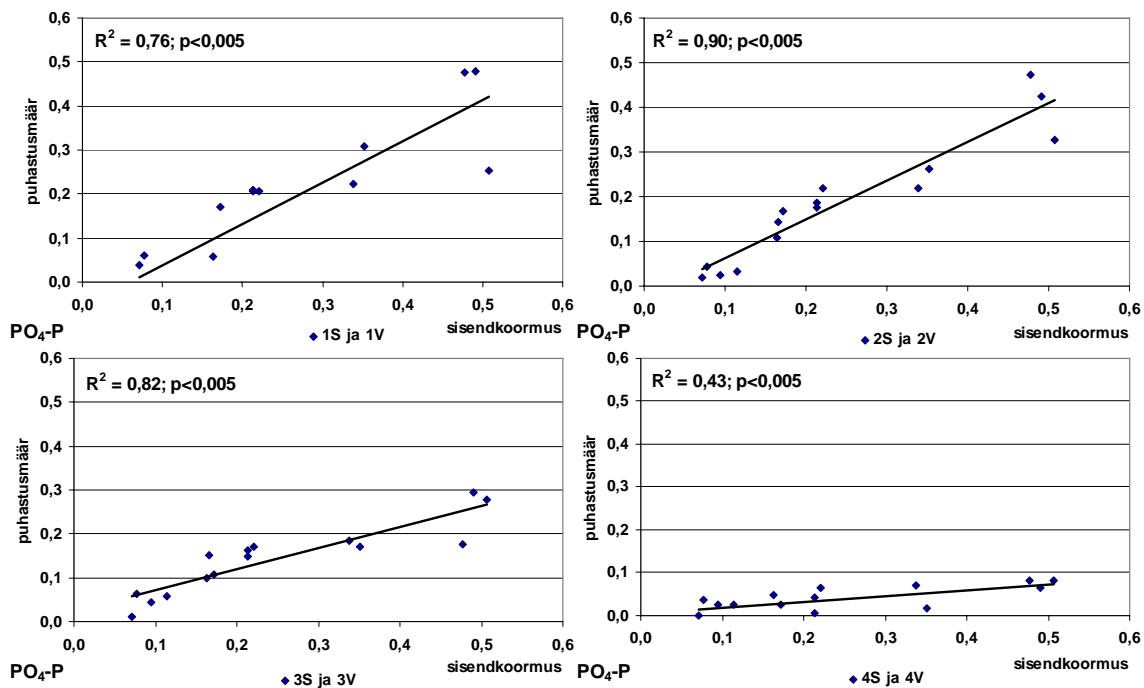 R² = 0,76; p<0,005
puhastusmäär
0,6
0,5
0,4
0,3
0,2
0,1
0,0
0,0 0,1 0,2 0,3 0,4 0,5 0,6
PO₄-P
sisendkoormus
1S ja 1V
R² = 0,90; p<0,005
puhastusmäär
0,6
0,5
0,4
0,3
0,2
0,1
0,0
0,0 0,1 0,2 0,3 0,4 0,5 0,6
PO₄-P
sisendkoormus
2S ja 2V
R² = 0,82; p<0,005
puhastusmäär
0,6
0,5
0,4
0,3
0,2
0,1
0,0
0,0 0,1 0,2 0,3 0,4 0,5 0,6
PO₄-P
sisendkoormus
3S ja 3V
R² = 0,43; p<0,005
puhastusmäär
0,6
0,5
0,4
0,3
0,2
0,1
0,0
0,0 0,1 0,2 0,3 0,4 0,5 0,6
PO₄-P
sisendkoormus
4S ja 4V